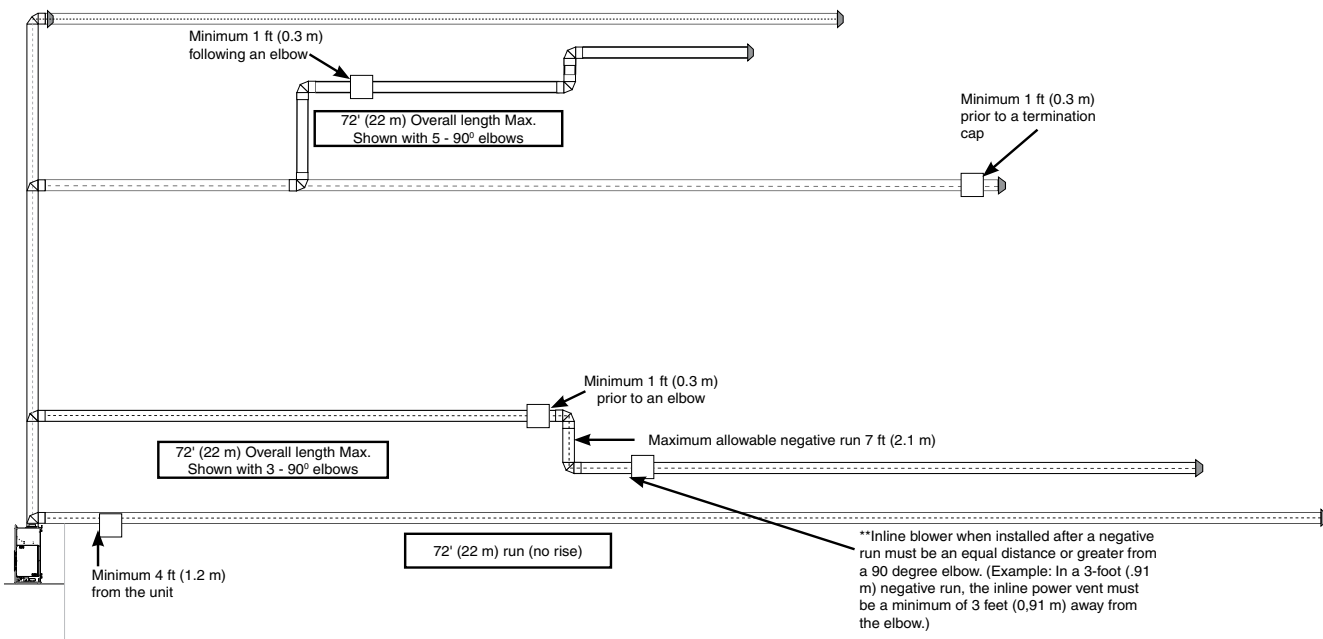 Minimum 1 ft (0.3 m)
following an elbow
72' (22 m) Overall length Max.
Shown with 5 - 90⁰ elbows
Minimum 1 ft (0.3 m)
prior to a termination
cap
Minimum 1 ft (0.3 m)
prior to an elbow
Maximum allowable negative run 7 ft (2.1 m)
72' (22 m) Overall length Max.
Shown with 3 - 90⁰ elbows
72' (22 m) run (no rise)
Minimum 4 ft (1.2 m)
from the unit
**Inline blower when installed after a negative
run must be an equal distance or greater from
a 90 degree elbow. (Example: In a 3-foot (.91
m) negative run, the inline power vent must
be a minimum of 3 feet (0,91 m) away from
the elbow.)